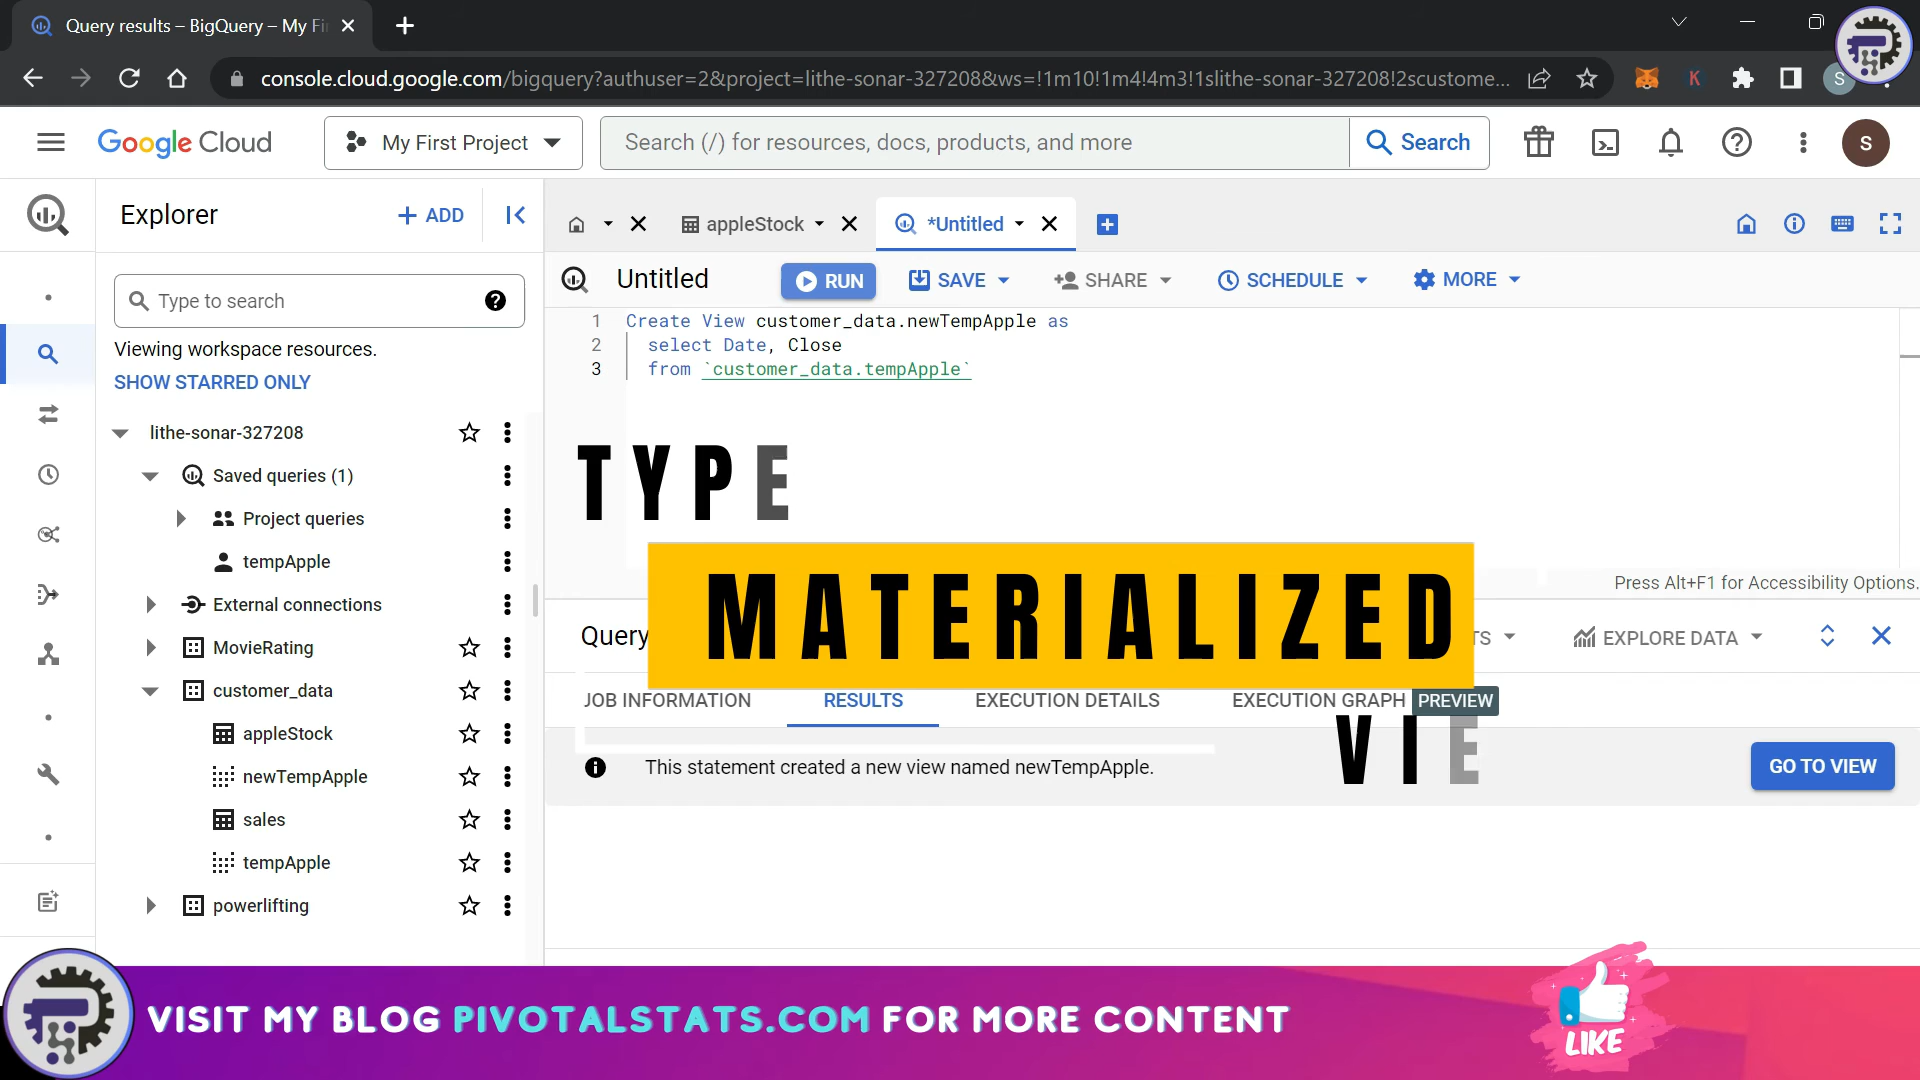 Query results – BigQuery – My Fi
console.cloud.google.com/bigquery?authuser=2&project=lithe-sonar-327208&ws=!1m10!1m4!4m3!1slithe-sonar-327208!2scustome...
K
S
Google Cloud
My First Project
Search (/) for resources, docs, products, and more
Search
S
Explorer
+ ADD
appleStock
*Untitled
Untitled
RUN
SAVE
SHARE
SCHEDULE
MORE
Type to search
Viewing workspace resources.
SHOW STARRED ONLY
lithe-sonar-327208
Saved queries (1)
Project queries
tempApple
External connections
MovieRating
customer_data
appleStock
newTempApple
sales
tempApple
powerlifting
1 Create View customer_data.newTempApple as
2 select Date, Close
3 from `customer_data.tempApple`
TYPE
MATERIALIZED
VIE
Press Alt+F1 for Accessibility Options.
Query
TS
EXPLORE DATA
JOB INFORMATION
RESULTS
EXECUTION DETAILS
EXECUTION GRAPH
PREVIEW
This statement created a new view named newTempApple.
GO TO VIEW
VISIT MY BLOG PIVOTALSTATS.COM FOR MORE CONTENT
LIKE